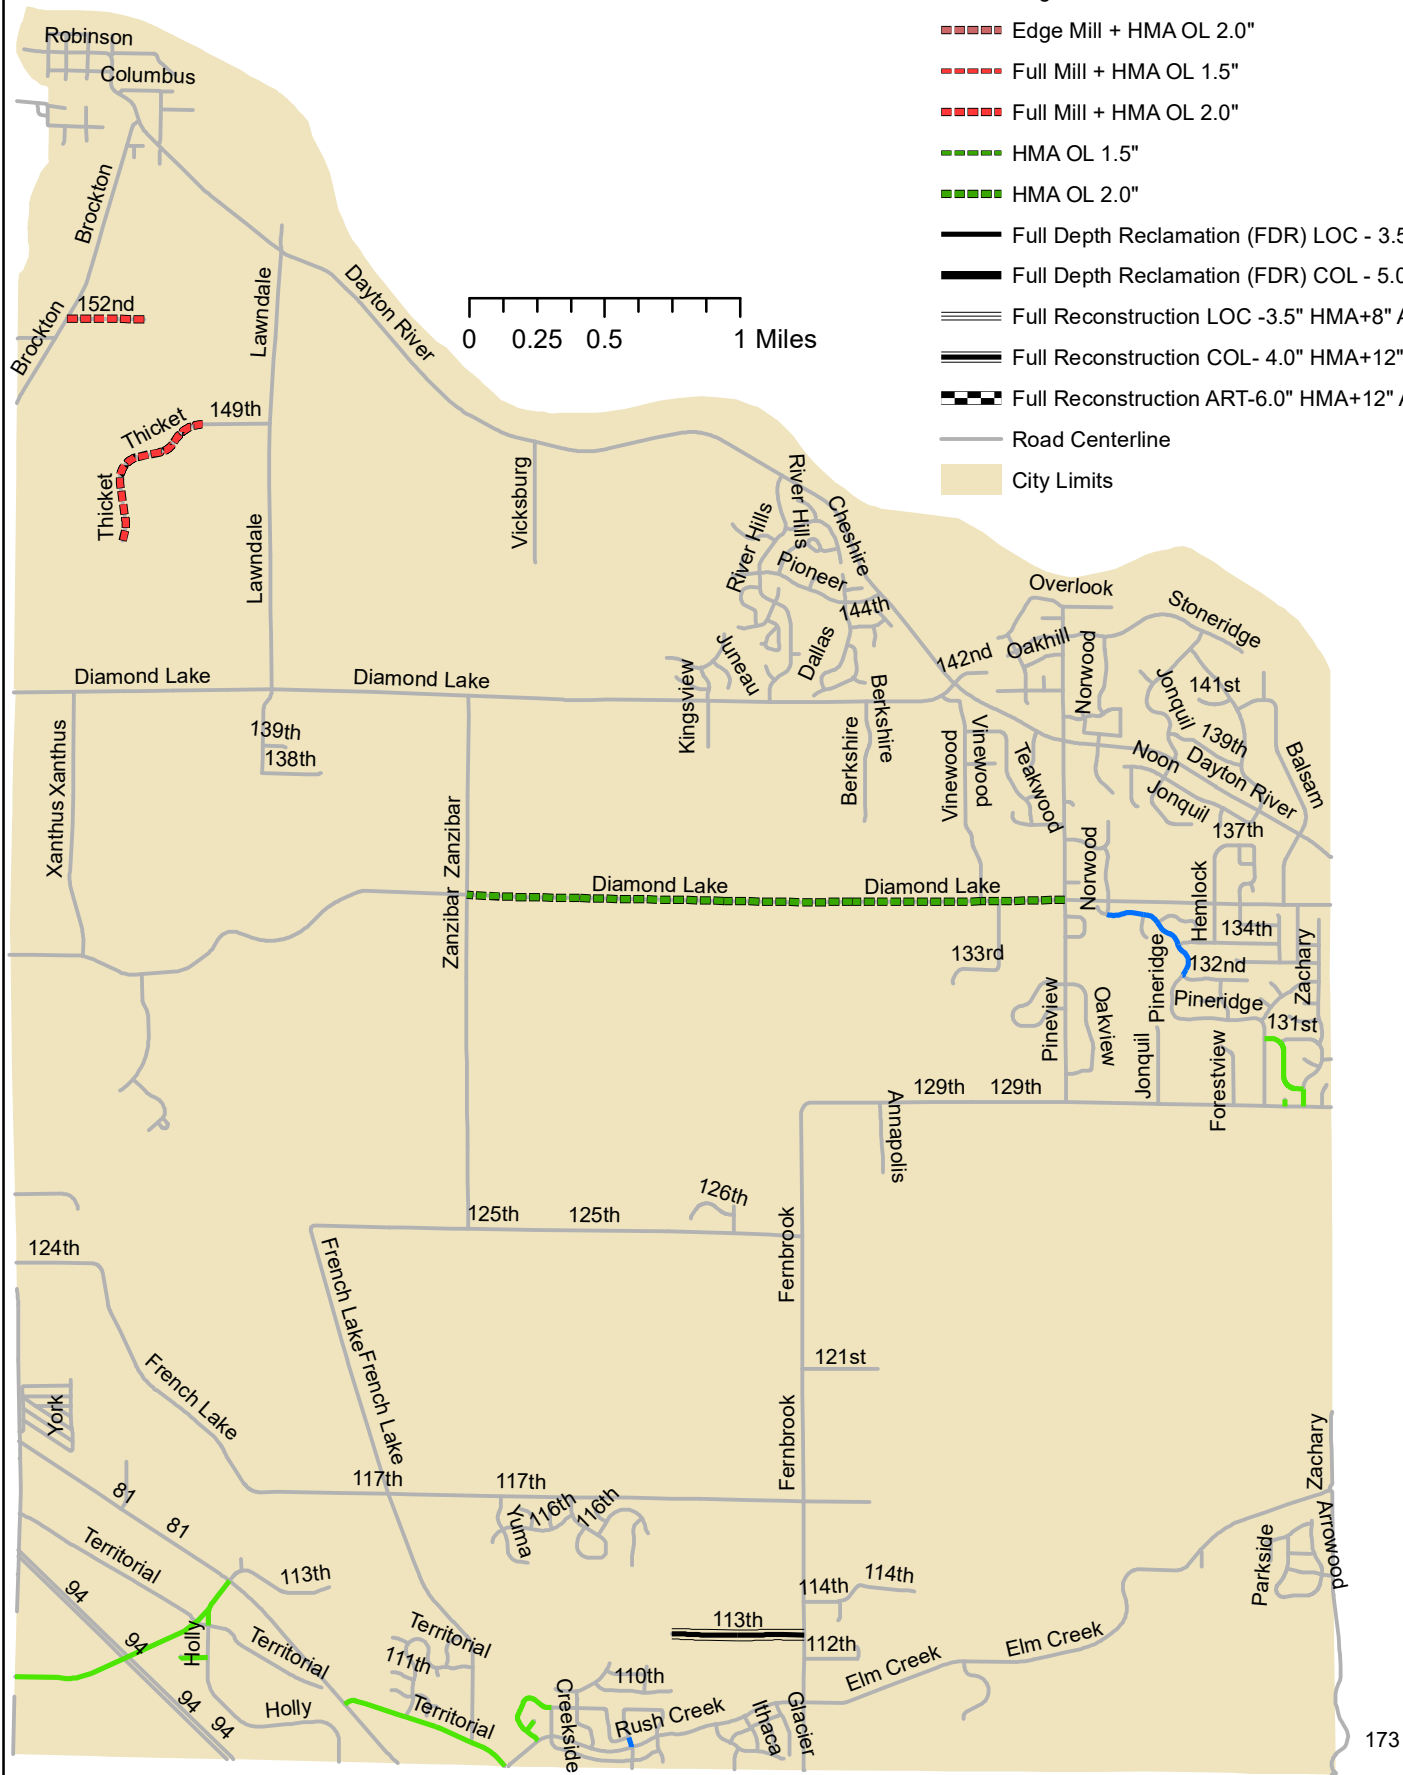 Edge Mill + HMA OL 2.0"
Full Mill + HMA OL 1.5"
Full Mill + HMA OL 2.0"
HMA OL 1.5"
HMA OL 2.0"
Full Depth Reclamation (FDR) LOC - 3.5
Full Depth Reclamation (FDR) COL - 5.0
Full Reconstruction LOC -3.5" HMA+8" A
Full Reconstruction COL- 4.0" HMA+12"
Full Reconstruction ART-6.0" HMA+12" A
Road Centerline
City Limits
0 0.25 0.5 1 Miles
Robinson
Columbus
Brockton
Brockton
152nd
Lawndale
Dayton River
149th
Thicket
Thicket
Lawndale
Vicksburg
River Hills
River Hills
Cheshire
Pioneer
144th
Overlook
Stoneridge
Oakhill
142nd
Norwood
Dallas
Juneau
Kingsview
Diamond Lake
Diamond Lake
Berkshire
Berkshire
Jonquil
141st
139th
Balsam
Noon
Dayton River
Jonquil
137th
Xanthus
Xanthus
139th
138th
Vinewood
Vinewood
Teakwood
Zanzibar
Zanzibar
Diamond Lake
Diamond Lake
Norwood
Hemlock
134th
132nd
Pineridge
Pineridge
Zachary
131st
133rd
Pineview
Oakview
Jonquil
Forestview
129th
129th
Annapolis
126th
125th
125th
124th
Fernbrook
French Lake
French Lake
121st
French Lake
York
Fernbrook
117th
117th
116th
116th
Yuma
Zachary
Arrowood
Parkside
81
81
Territorial
113th
94
94
Holly
Territorial
Territorial
111th
114th
114th
113th
112th
Elm Creek
Elm Creek
110th
94
94
Holly
Territorial
Creekside
Rush Creek
Ithaca
Glacier
173